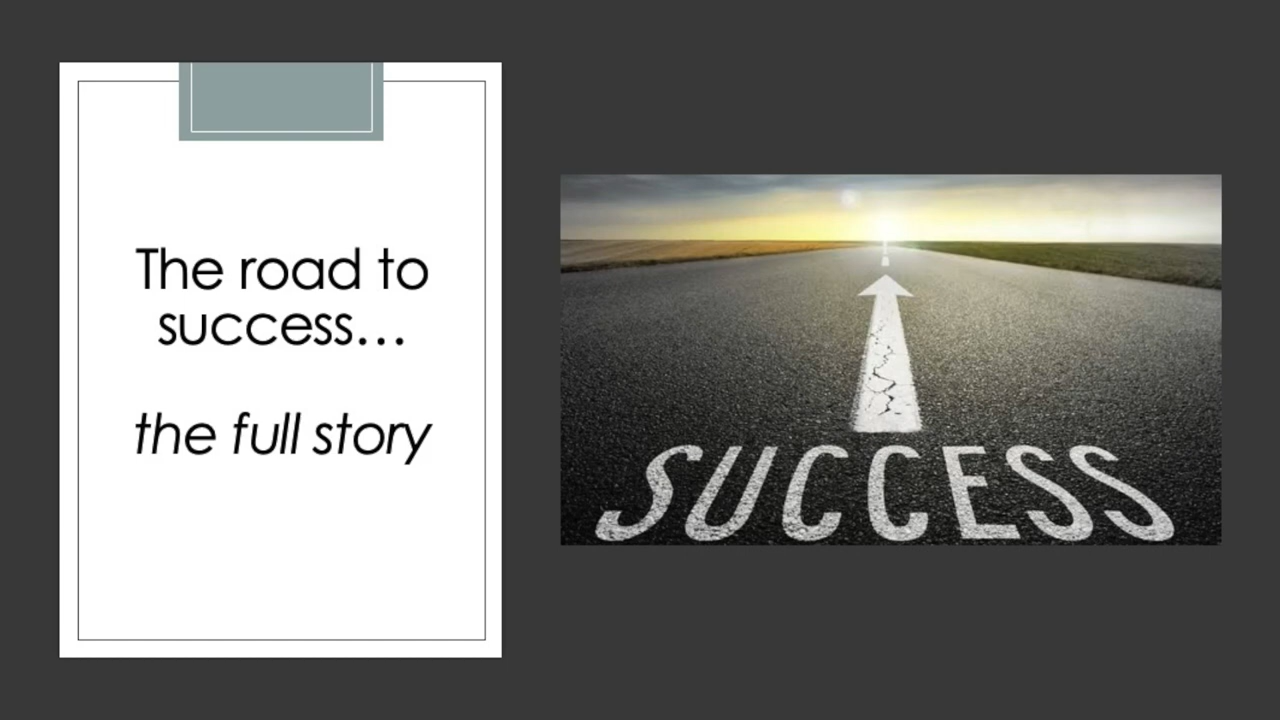 The road to
success…
the full story
SUCCESS